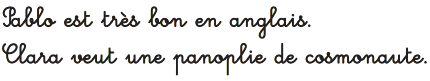 Pablo est très bon en anglais.
Clara veut une panoplie de cosmonaute.